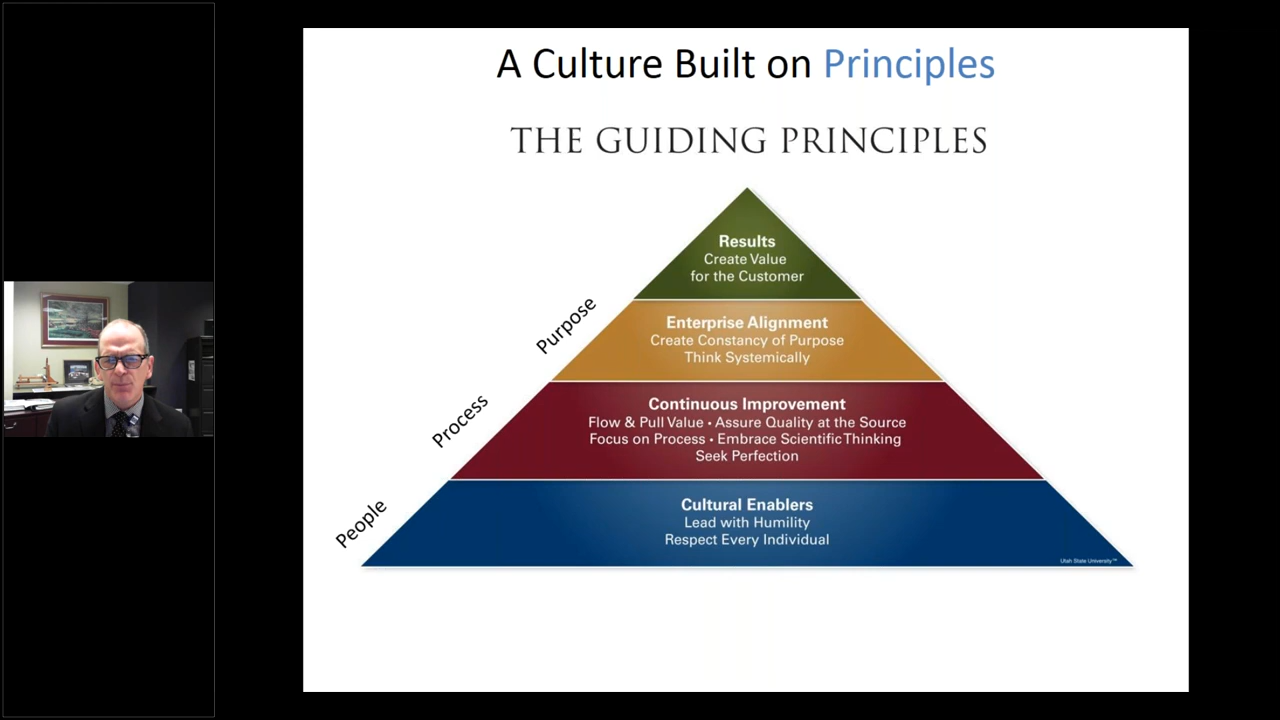 A Culture Built on Principles
THE GUIDING PRINCIPLES
Results
Create Value
for the Customer
Purpose
Enterprise Alignment
Create Constancy of Purpose
Think Systemically
Process
Continuous Improvement
Flow & Pull Value • Assure Quality at the Source
Focus on Process • Embrace Scientific Thinking
Seek Perfection
People
Cultural Enablers
Lead with Humility
Respect Every Individual
Utah State University™